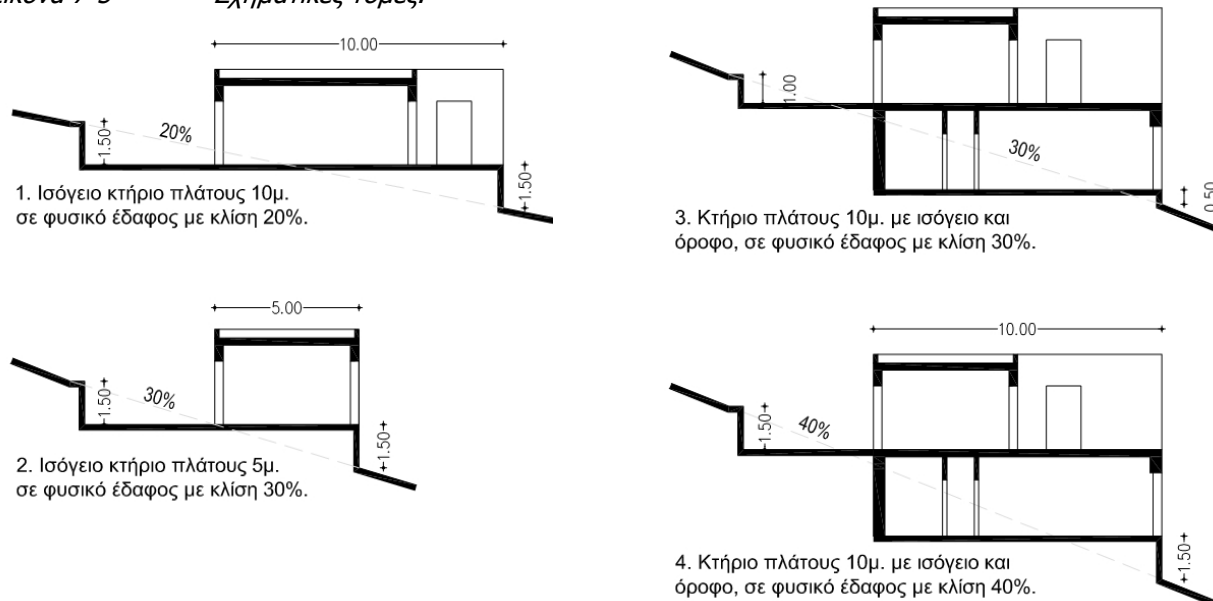 Σχηματικές τομές.
10.00
20%
1.50
1.50
1. Ισόγειο κτήριο πλάτους 10μ.
σε φυσικό έδαφος με κλίση 20%.
5.00
30%
1.50
1.50
2. Ισόγειο κτήριο πλάτους 5μ.
σε φυσικό έδαφος με κλίση 30%.
1.00
30%
0.50
3. Κτήριο πλάτους 10μ. με ισόγειο και
όροφο, σε φυσικό έδαφος με κλίση 30%.
10.00
40%
1.50
1.50
4. Κτήριο πλάτους 10μ. με ισόγειο και
όροφο, σε φυσικό έδαφος με κλίση 40%.